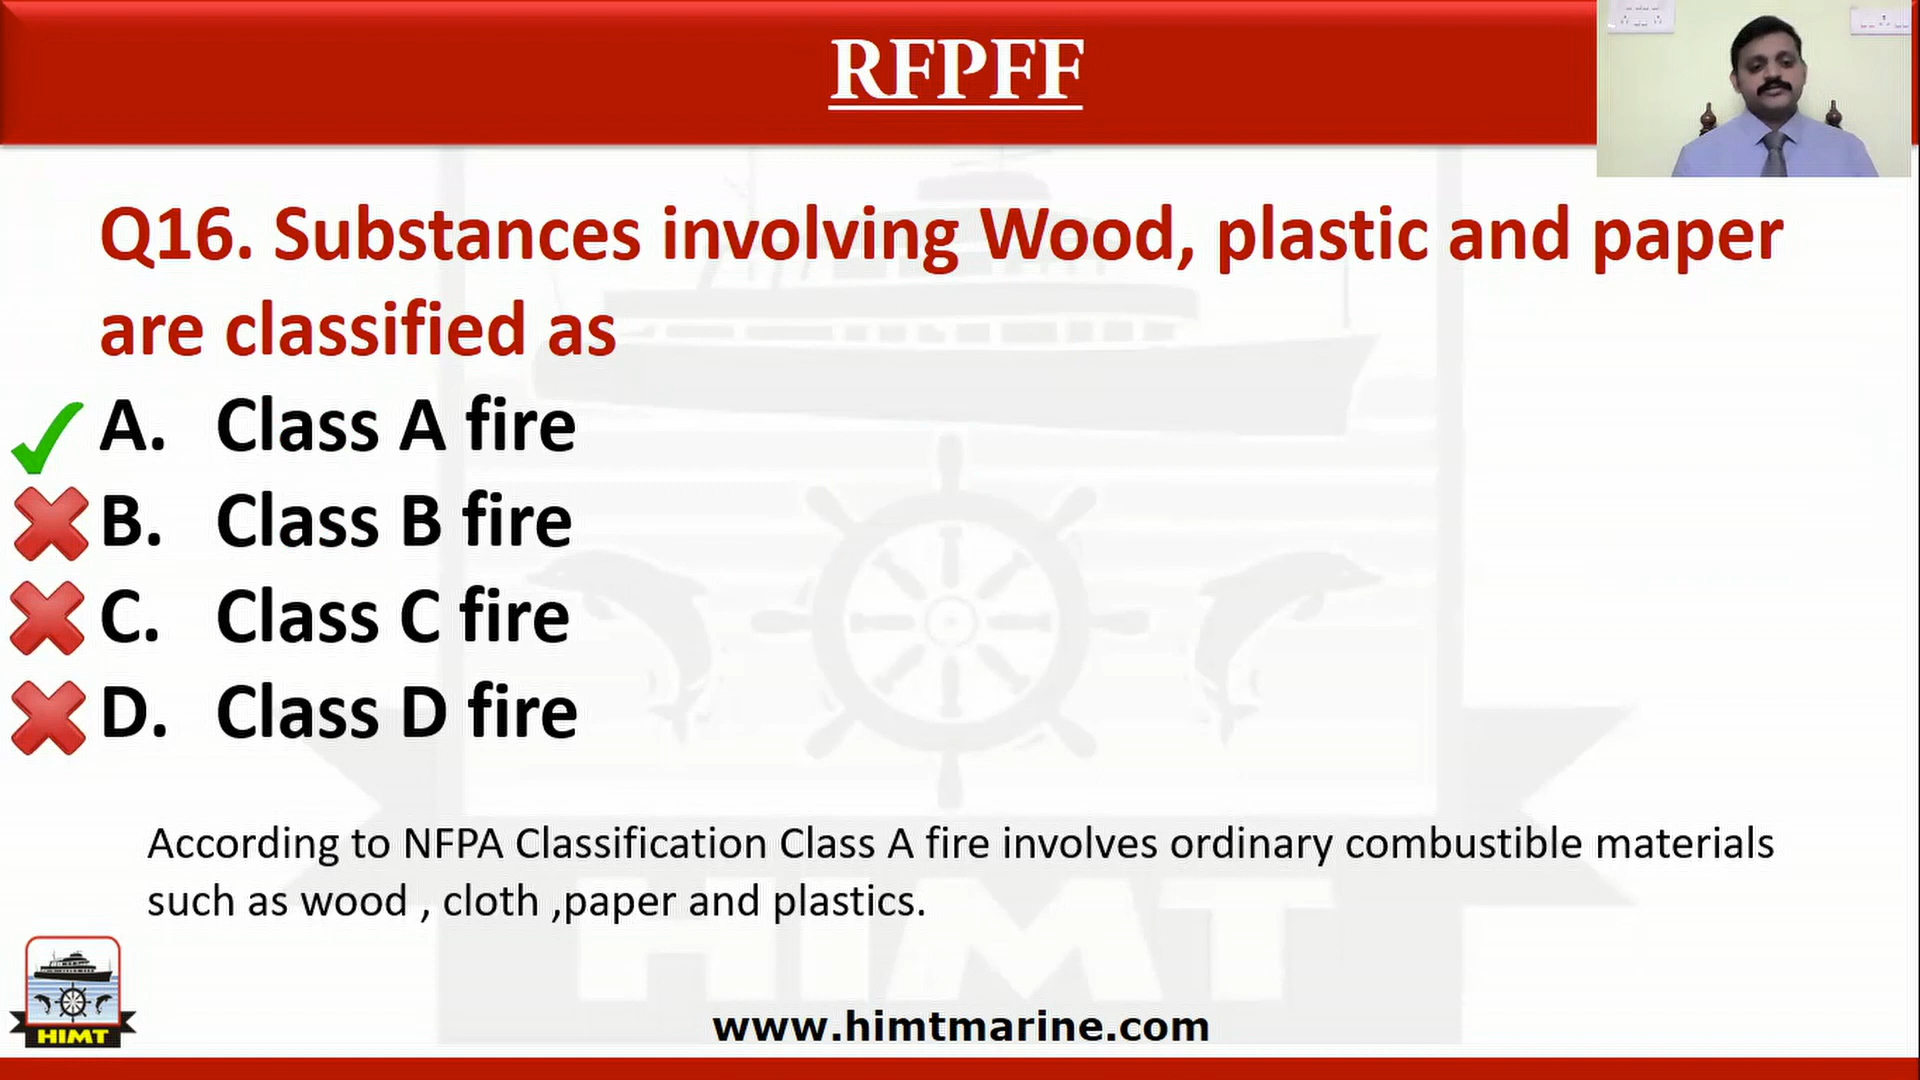 RFPFF
Q16. Substances involving Wood, plastic and paper
are classified as
A. Class A fire
B. Class B fire
C. Class C fire
D. Class D fire
According to NFPA Classification Class A fire involves ordinary combustible materials
such as wood , cloth ,paper and plastics.
HIMT
HIMT
www.himtmarine.com